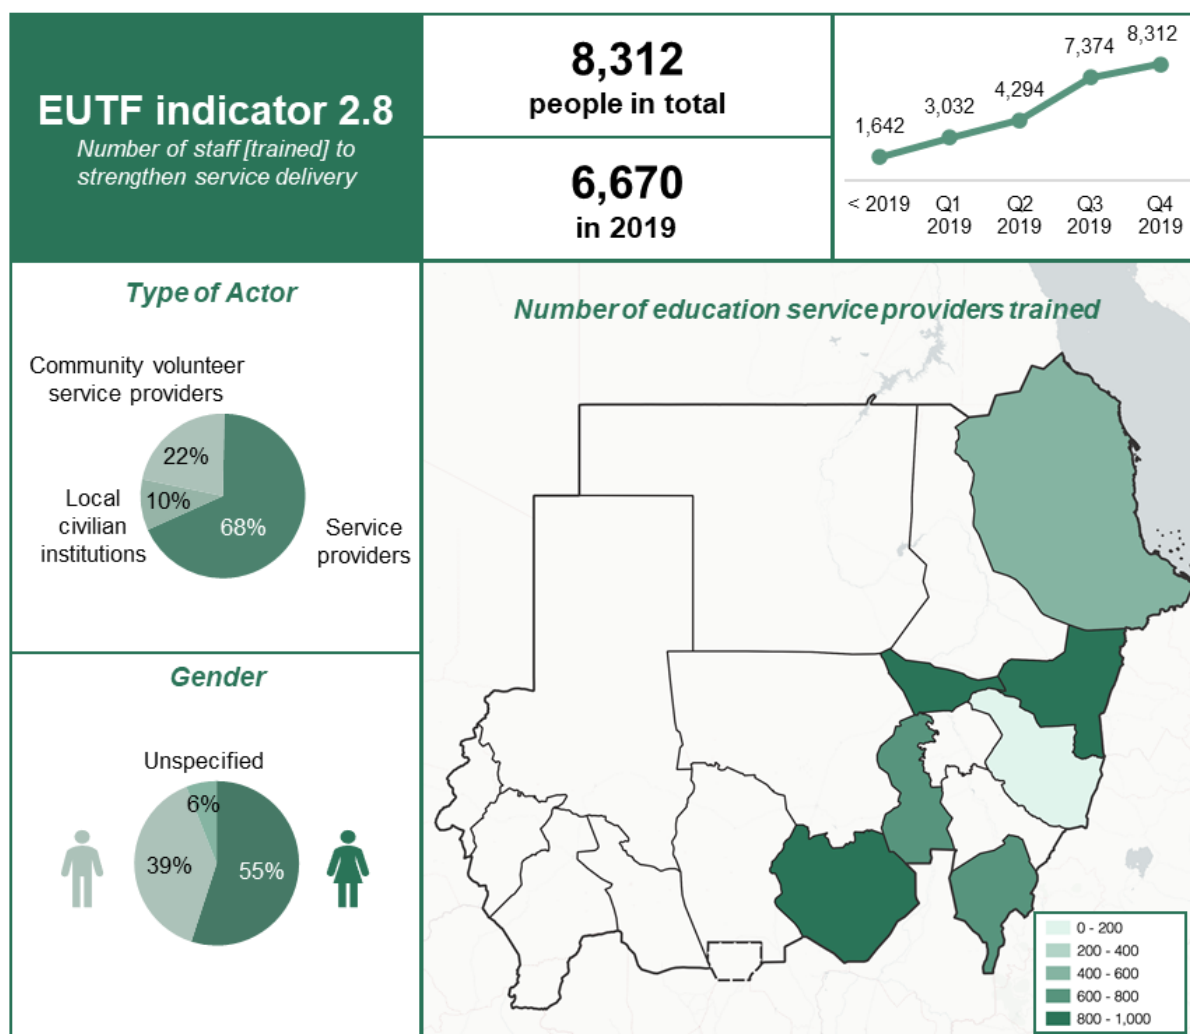 EUTF indicator 2.8
Number of staff [trained] to
strengthen service delivery
8,312
people in total
6,670
in 2019
1,642
3,032
4,294
7,374
8,312
< 2019
Q1
2019
Q2
2019
Q3
2019
Q4
2019
Type of Actor
Community volunteer
service providers
22%
Local
civilian
institutions
10%
68%
Service
providers
Gender
Unspecified
6%
39%
55%
Number of education service providers trained
0 - 200
200 - 400
400 - 600
600 - 800
800 - 1,000